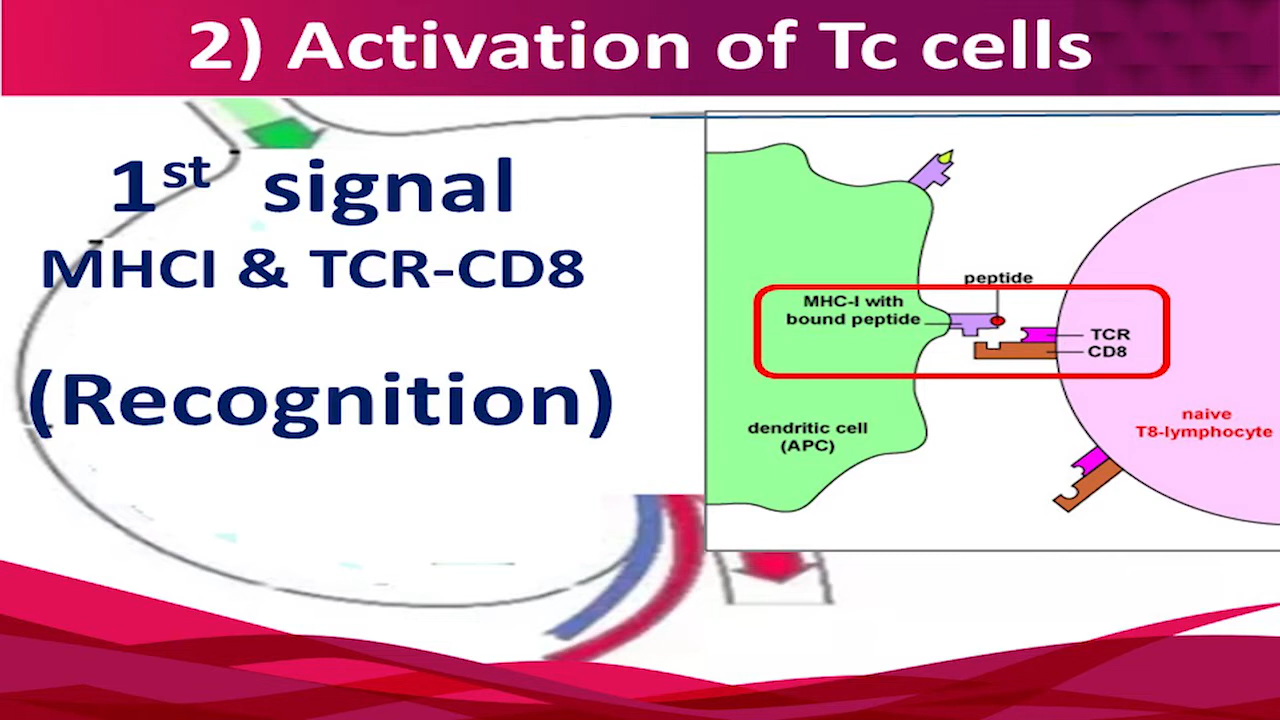 2) Activation of Tc cells
1st signal
MHCI & TCR-CD8
(Recognition)
peptide
MHC-I with
bound peptide
TCR
CD8
dendritic cell
(APC)
naive
T8-lymphocyte